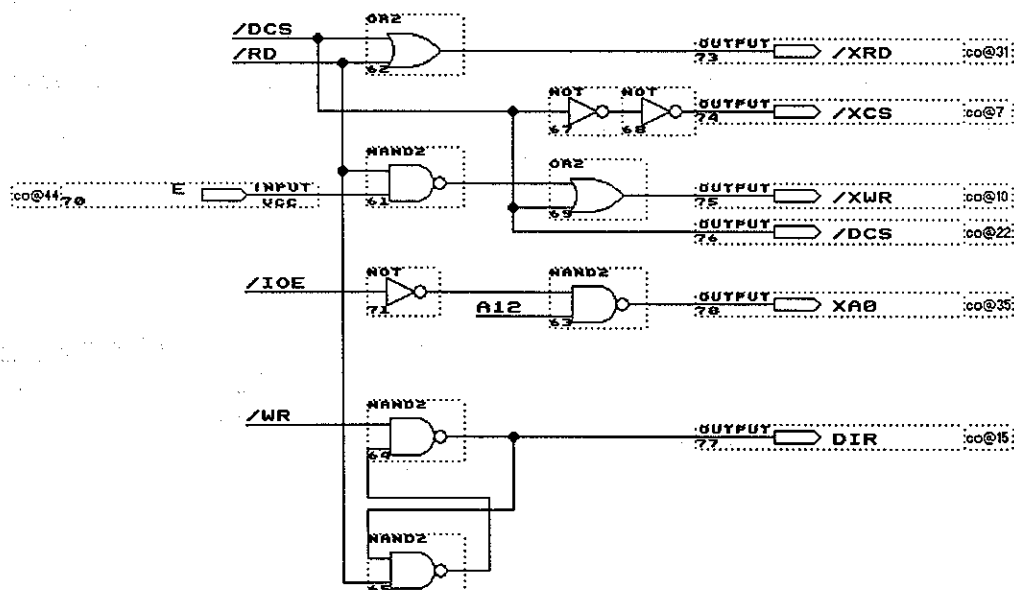 OR2
/DCS
/RD
62
OUTPUT
73
/XRD
co@31
NOT
67
NOT
68
OUTPUT
74
/XCS
co@7
NAND2
61
OR2
69
co@44
70
E
INPUT
VCC
OUTPUT
75
/XWR
co@10
OUTPUT
76
/DCS
co@22
/IOE
NOT
71
A12
NAND2
63
OUTPUT
78
XA0
co@35
/WR
NAND2
64
OUTPUT
77
DIR
co@15
NAND2
65